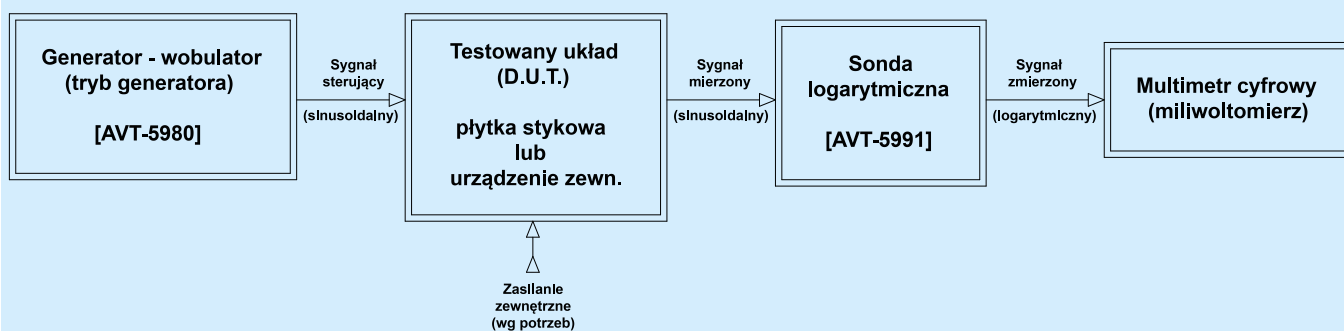 Generator - wobulator
(tryb generatora)
[AVT-5980]
Sygnał
sterujący
(sinusoidalny)
Testowany układ
(D.U.T.)
płytka stykowa
lub
urządzenie zewn.
Sygnał
mierzony
(sinusoidalny)
Sonda
logarytmiczna
[AVT-5991]
Sygnał
zmierzony
(logarytmiczny)
Multimetr cyfrowy
(miliwoltomierz)
Zasilanie
zewnętrzne
(wg potrzeb)